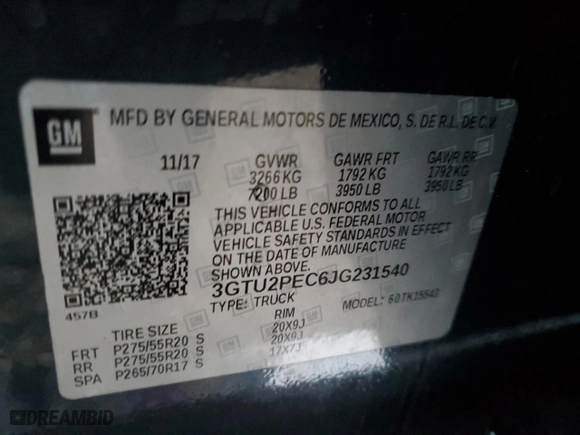 GM
MFD BY GENERAL MOTORS DE MEXICO, S. DE R.L. DE C.V.
11/17 GVWR GAWR FRT GAWR RR
3266 KG 1792 KG 1792 KG
7200 LB 3950 LB 3950 LB
THIS VEHICLE CONFORMS TO ALL
APPLICABLE U.S. FEDERAL MOTOR
VEHICLE SAFETY STANDARDS IN EFFECT
ON THE DATE OF MANUFACTURE
SHOWN ABOVE.
3GTU2PEC6JG231540
457B TYPE: TRUCK MODEL: 60TK15543
TIRE SIZE RIM
FRT P275/55R20 S 20X9J
RR P275/55R20 S 20X9J
SPA P265/70R17 S 17X7J
DREAMBID